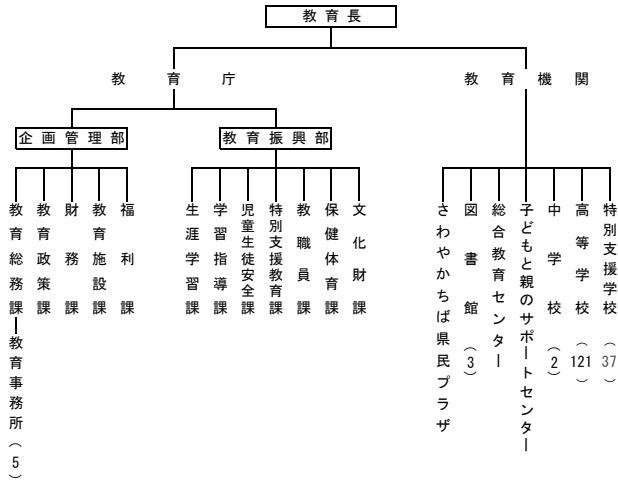 教育長
教育庁
教育機関
企画管理部
教育振興部
教育総務課
教育政策課
財務課
教育施設課
福利課
生涯学習課
学習指導課
児童生徒安全課
特別支援教育課
教職員課
保健体育課
文化財課
さわやかちば県民プラザ
図書館(3)
総合教育センター
子どもと親のサポートセンター
中学校(2)
高等学校(121)
特別支援学校(37)
教育事務所(5)